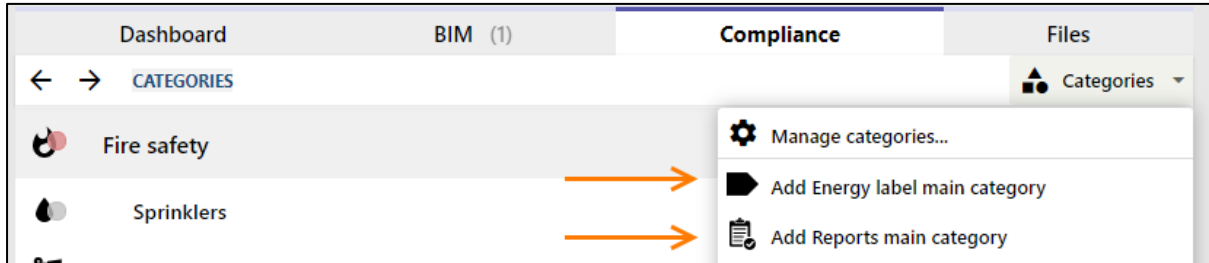 Dashboard BIM (1) Compliance Files
CATEGORIES Categories
Fire safety Manage categories...
Add Energy label main category
Sprinklers
Add Reports main category